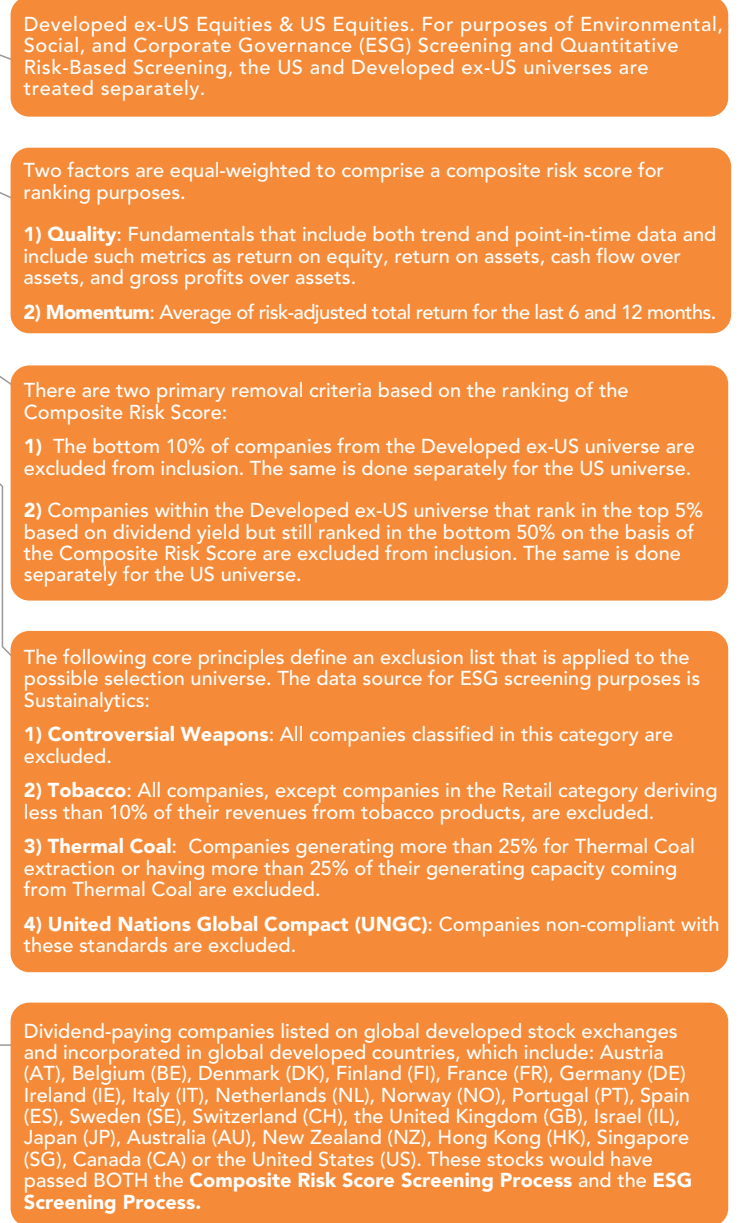 Developed ex-US Equities & US Equities. For purposes of Environmental,
Social, and Corporate Governance (ESG) Screening and Quantitative
Risk-Based Screening, the US and Developed ex-US universes are
treated separately.
Two factors are equal-weighted to comprise a composite risk score for
ranking purposes.
1) Quality: Fundamentals that include both trend and point-in-time data and
include such metrics as return on equity, return on assets, cash flow over
assets, and gross profits over assets.
2) Momentum: Average of risk-adjusted total return for the last 6 and 12 months.
There are two primary removal criteria based on the ranking of the
Composite Risk Score:
1) The bottom 10% of companies from the Developed ex-US universe are
excluded from inclusion. The same is done separately for the US universe.
2) Companies within the Developed ex-US universe that rank in the top 5%
based on dividend yield but still ranked in the bottom 50% on the basis of
the Composite Risk Score are excluded from inclusion. The same is done
separately for the US universe.
The following core principles define an exclusion list that is applied to the
possible selection universe. The data source for ESG screening purposes is
Sustainalytics:
1) Controversial Weapons: All companies classified in this category are
excluded.
2) Tobacco: All companies, except companies in the Retail category deriving
less than 10% of their revenues from tobacco products, are excluded.
3) Thermal Coal: Companies generating more than 25% for Thermal Coal
extraction or having more than 25% of their generating capacity coming
from Thermal Coal are excluded.
4) United Nations Global Compact (UNGC): Companies non-compliant with
these standards are excluded.
Dividend-paying companies listed on global developed stock exchanges
and incorporated in global developed countries, which include: Austria
(AT), Belgium (BE), Denmark (DK), Finland (FI), France (FR), Germany (DE)
Ireland (IE), Italy (IT), Netherlands (NL), Norway (NO), Portugal (PT), Spain
(ES), Sweden (SE), Switzerland (CH), the United Kingdom (GB), Israel (IL),
Japan (JP), Australia (AU), New Zealand (NZ), Hong Kong (HK), Singapore
(SG), Canada (CA) or the United States (US). These stocks would have
passed BOTH the Composite Risk Score Screening Process and the ESG
Screening Process.